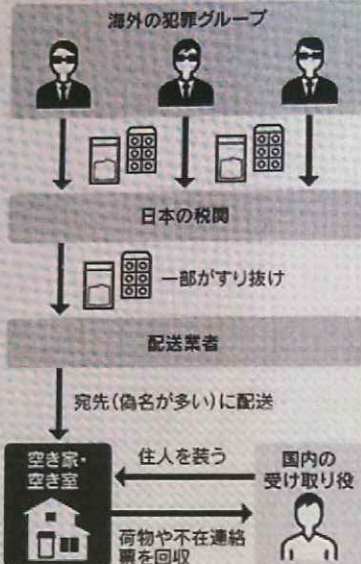 海外の犯罪グループ
日本の税関
一部がすり抜け
配送業者
宛先(偽名が多い)に配送
空き家・
空き室
住人を装う
国内の
受け取り役
荷物や不在連絡
票を回収